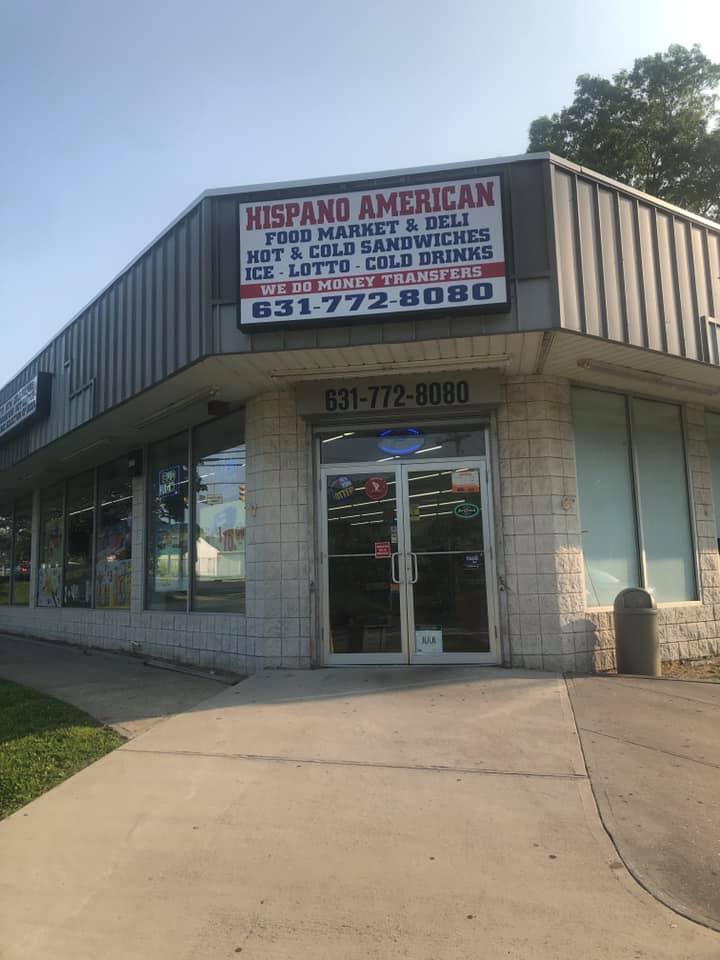 HISPANO AMERICAN
FOOD MARKET & DELI
HOT & COLD SANDWICHES
ICE - LOTTO - COLD DRINKS
WE DO MONEY TRANSFERS
631-772-8080
631-772-8080
JUUL